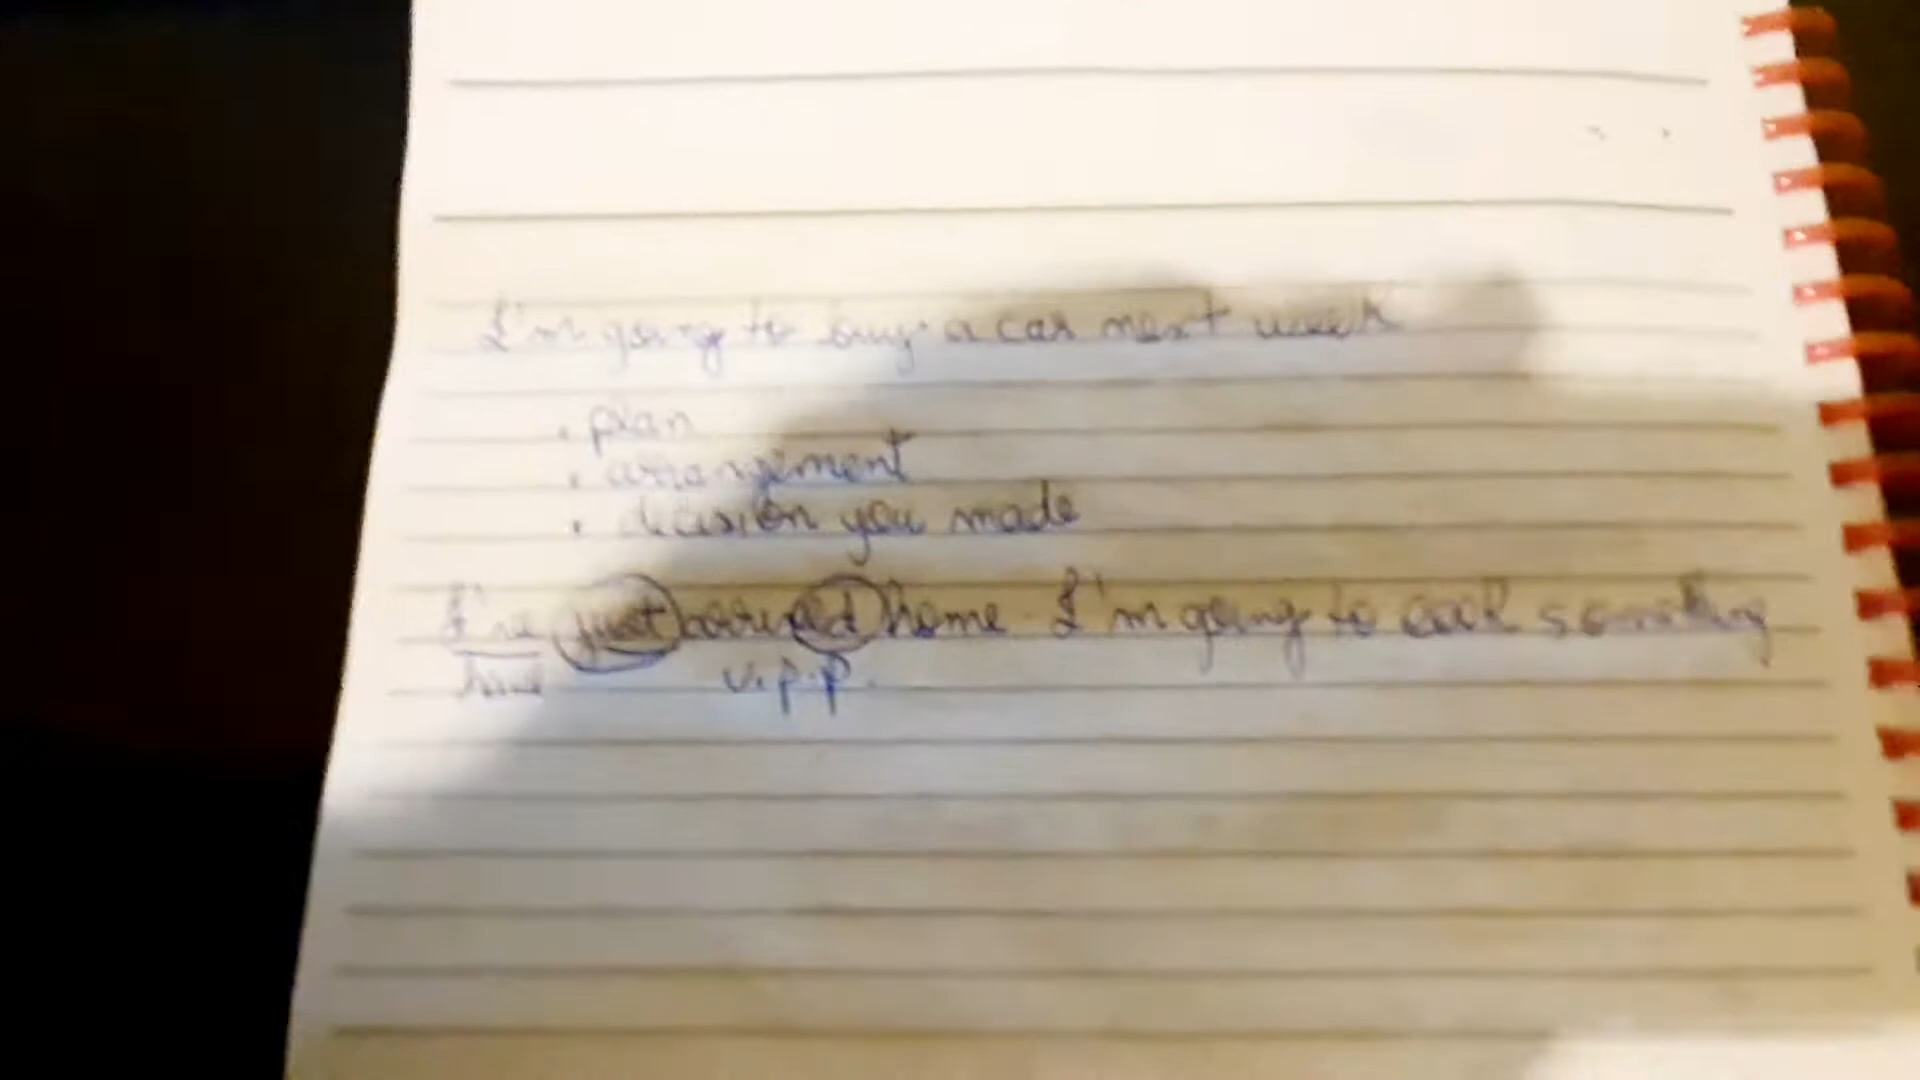 I'm going to buy a car next week
. plan
. arrangement
. decision you made
I've just arrived home. I'm going to cook something
have v.p.p.